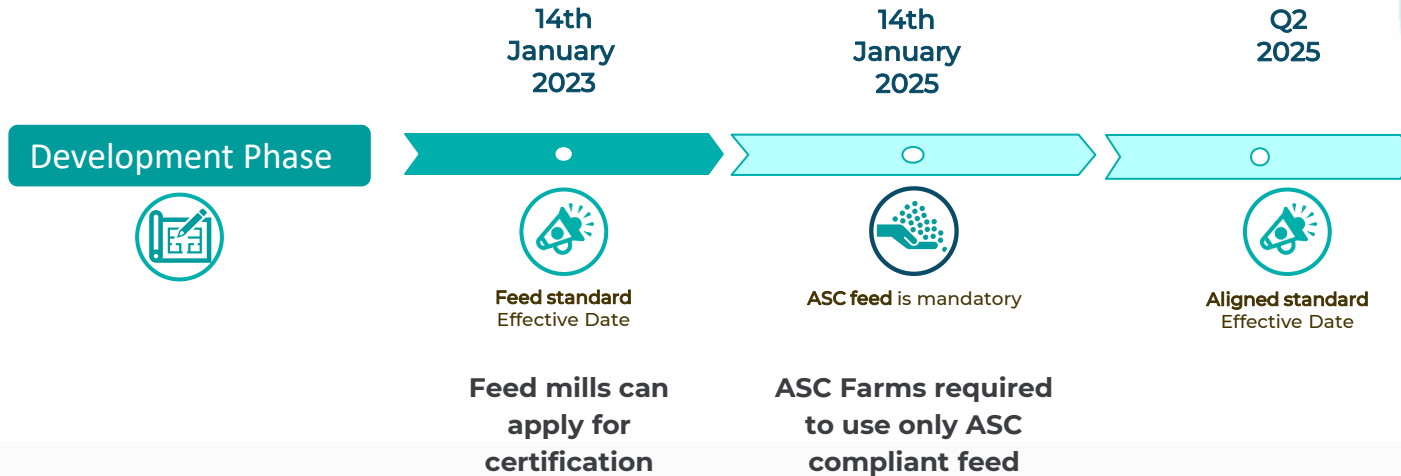 14th
January
2023
14th
January
2025
Q2
2025
Development Phase
Feed standard
Effective Date
ASC feed is mandatory
Aligned standard
Effective Date
Feed mills can
apply for
certification
ASC Farms required
to use only ASC
compliant feed